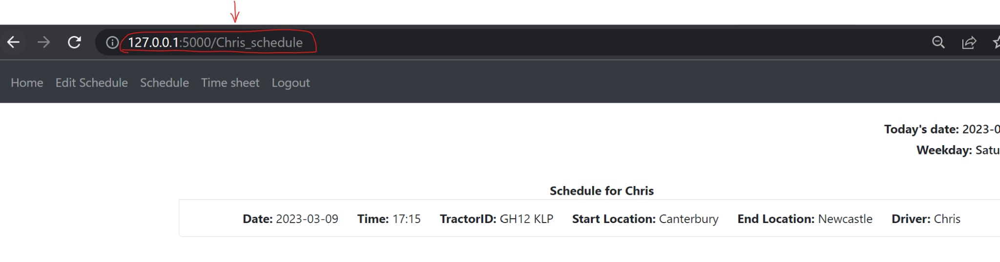 127.0.0.1:5000/Chris_schedule
Home Edit Schedule Schedule Time sheet Logout
Today's date: 2023-0
Weekday: Satu
Schedule for Chris
Date: 2023-03-09 Time: 17:15 TractorID: GH12 KLP Start Location: Canterbury End Location: Newcastle Driver: Chris